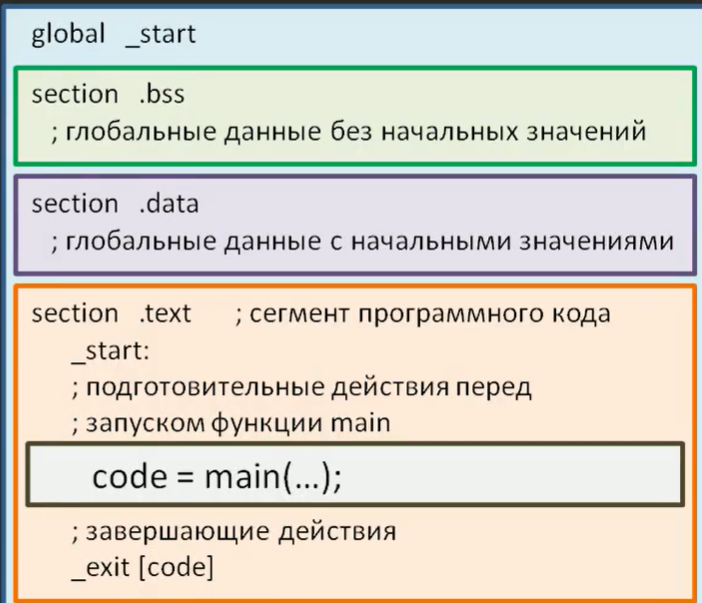 global _start
section .bss
; глобальные данные без начальных значений
section .data
; глобальные данные с начальными значениями
section .text ; сегмент программного кода
_start:
; подготовительные действия перед
; запуском функции main
code = main(...);
; завершающие действия
_exit [code]